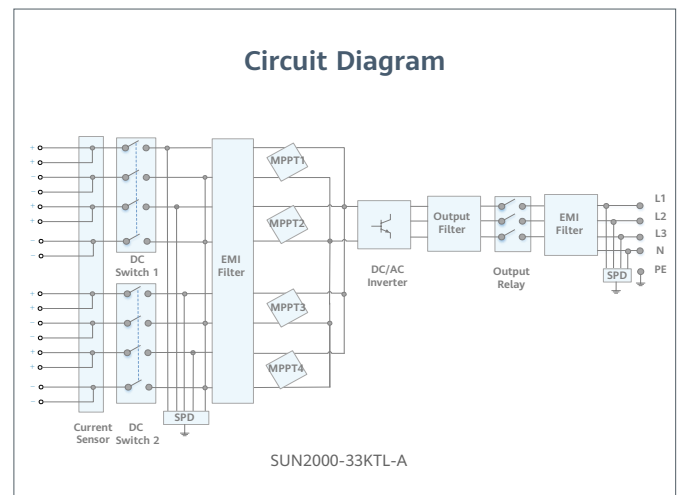 Circuit Diagram
+
+
−
−
+
+
−
−
+
+
−
−
+
+
−
−
DC
Switch 1
EMI
Filter
MPPT1
MPPT2
MPPT3
MPPT4
DC/AC
Inverter
Output
Filter
Output
Relay
EMI
Filter
L1
L2
L3
N
PE
SPD
SPD
Current
Sensor
DC
Switch 2
SUN2000-33KTL-A